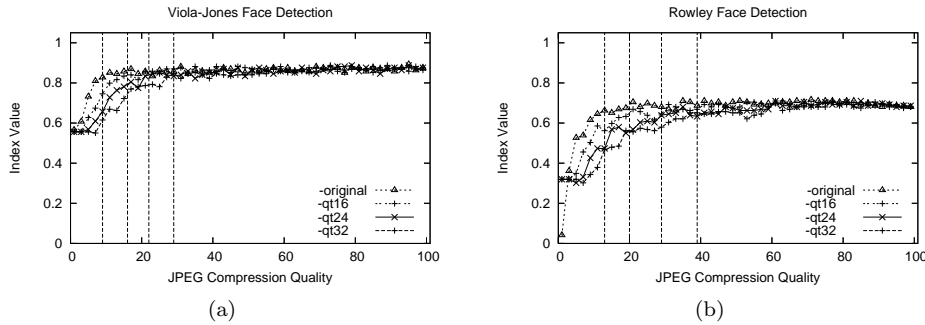 Viola-Jones Face Detection
Index Value
1
0.8
0.6
0.4
0.2
0
0 20 40 60 80 100
JPEG Compression Quality
-original
-qt16
-qt24
-qt32
(a)
Rowley Face Detection
Index Value
1
0.8
0.6
0.4
0.2
0
0 20 40 60 80 100
JPEG Compression Quality
-original
-qt16
-qt24
-qt32
(b)